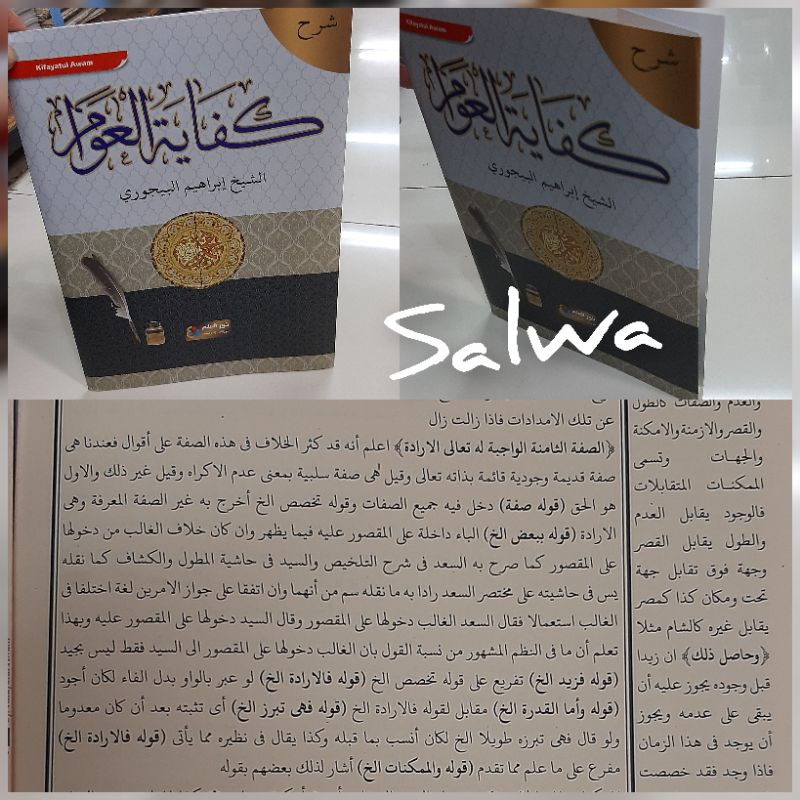 شرح
Kifayatul Awam
كفاية العوام
الشيخ إبراهيم البيجوري
نور العلم
شرح
Kifayatul Awam
كفاية العوام
الشيخ إبراهيم البيجوري
نور العلم
Salwa
عن تلك الامدادات فاذا زالت زال
﴿الصفة الثامنة الواجبة له تعالى الارادة﴾ اعلم أنه قد كثر الخلاف فى هذه الصفة على أقوال فعندنا هى
صفة قديمة وجودية قائمة بذاته تعالى وقيل هى صفة سلبية بمعنى عدم الاكراه وقيل غير ذلك والاول
هو الحق (قوله صفة) دخل فيه جميع الصفات وقوله تخصص الخ أخرج به غير الصفة المعرفة وهى
الارادة (قوله ببعض الخ) الباء داخلة على المقصور عليه فيما يظهر وان كان خلاف الغالب من دخولها
على المقصور كما صرح به السعد فى شرح التلخيص والسيد فى حاشية المطول والكشاف كما نقله
يس فى حاشيته على مختصر السعد رادا به ما نقله سم من أنهما وان اتفقا على جواز الامرين لغة اختلفا فى
الغالب استعمالا فقال السعد الغالب دخولها على المقصور وقال السيد دخولها على المقصور عليه وبهذا
تعلم أن ما فى النظم المشهور من نسبة القول بان الغالب دخولها على المقصور الى السيد فقط ليس بجيد
(قوله فزيد الخ) تفريع على قوله تخصص الخ (قوله فالارادة الخ) لو عبر بالواو بدل الفاء لكان أجود
(قوله وأما القدرة الخ) مقابل لقوله فالارادة الخ (قوله فهى تبرز الخ) أى تثبته بعد أن كان معدوما
ولو قال فهى تبرزه طويلا الخ لكان أنسب بما قبله وكذا يقال فى نظيره مما يأتى (قوله فالارادة الخ)
مفرع على ما علم مما تقدم (قوله والممكنات الخ) أشار لذلك بعضهم بقوله
والعدم والصفات كالطول
والقصر والازمنة والامكنة
والجهات وتسمى
الممكنات المتقابلات
فالوجود يقابل العدم
والطول يقابل القصر
وجهة فوق تقابل جهة
تحت ومكان كذا كمصر
يقابل غيره كالشام مثلا
﴿وحاصل ذلك﴾ ان زيدا
قبل وجوده يجوز عليه أن
يبقى على عدمه ويجوز
أن يوجد فى هذا الزمان
فاذا وجد فقد خصصت